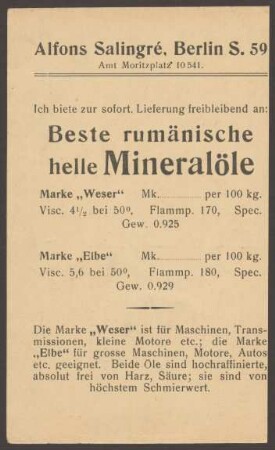 Alfons Salingré, Berlin S. 59
Amt Moritzplatz 10541.
Ich biete zur sofort. Lieferung freibleibend an:
Beste rumänische
helle Mineralöle
Marke „Weser“ Mk............... per 100 kg.
Visc. 4½ bei 50⁰, Flammp. 170, Spec.
Gew. 0.925
Marke „Elbe“ Mk............... per 100 kg.
Visc. 5,6 bei 50⁰, Flammp. 180, Spec.
Gew. 0.929
Die Marke „Weser“ ist für Maschinen, Trans-
missionen, kleine Motore etc.; die Marke
„Elbe“ für grosse Maschinen, Motore, Autos
etc. geeignet. Beide Öle sind hochraffinierte,
absolut frei von Harz, Säure; sie sind von
höchstem Schmierwert.